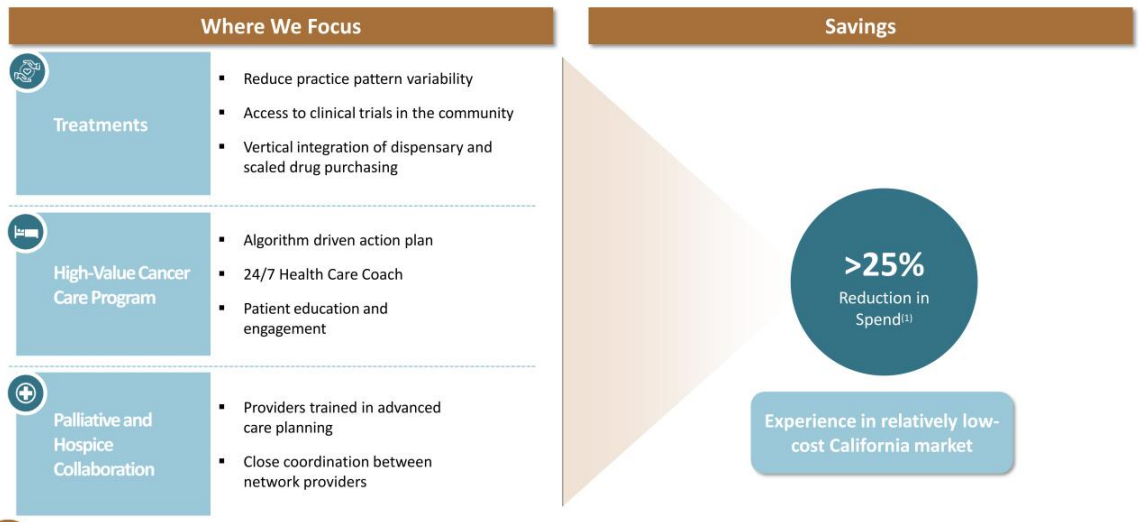 Where We Focus
Savings
Treatments
▪ Reduce practice pattern variability
▪ Access to clinical trials in the community
▪ Vertical integration of dispensary and
scaled drug purchasing
High-Value Cancer
Care Program
▪ Algorithm driven action plan
▪ 24/7 Health Care Coach
▪ Patient education and
engagement
Palliative and
Hospice
Collaboration
▪ Providers trained in advanced
care planning
▪ Close coordination between
network providers
>25%
Reduction in
Spend(1)
Experience in relatively low-
cost California market